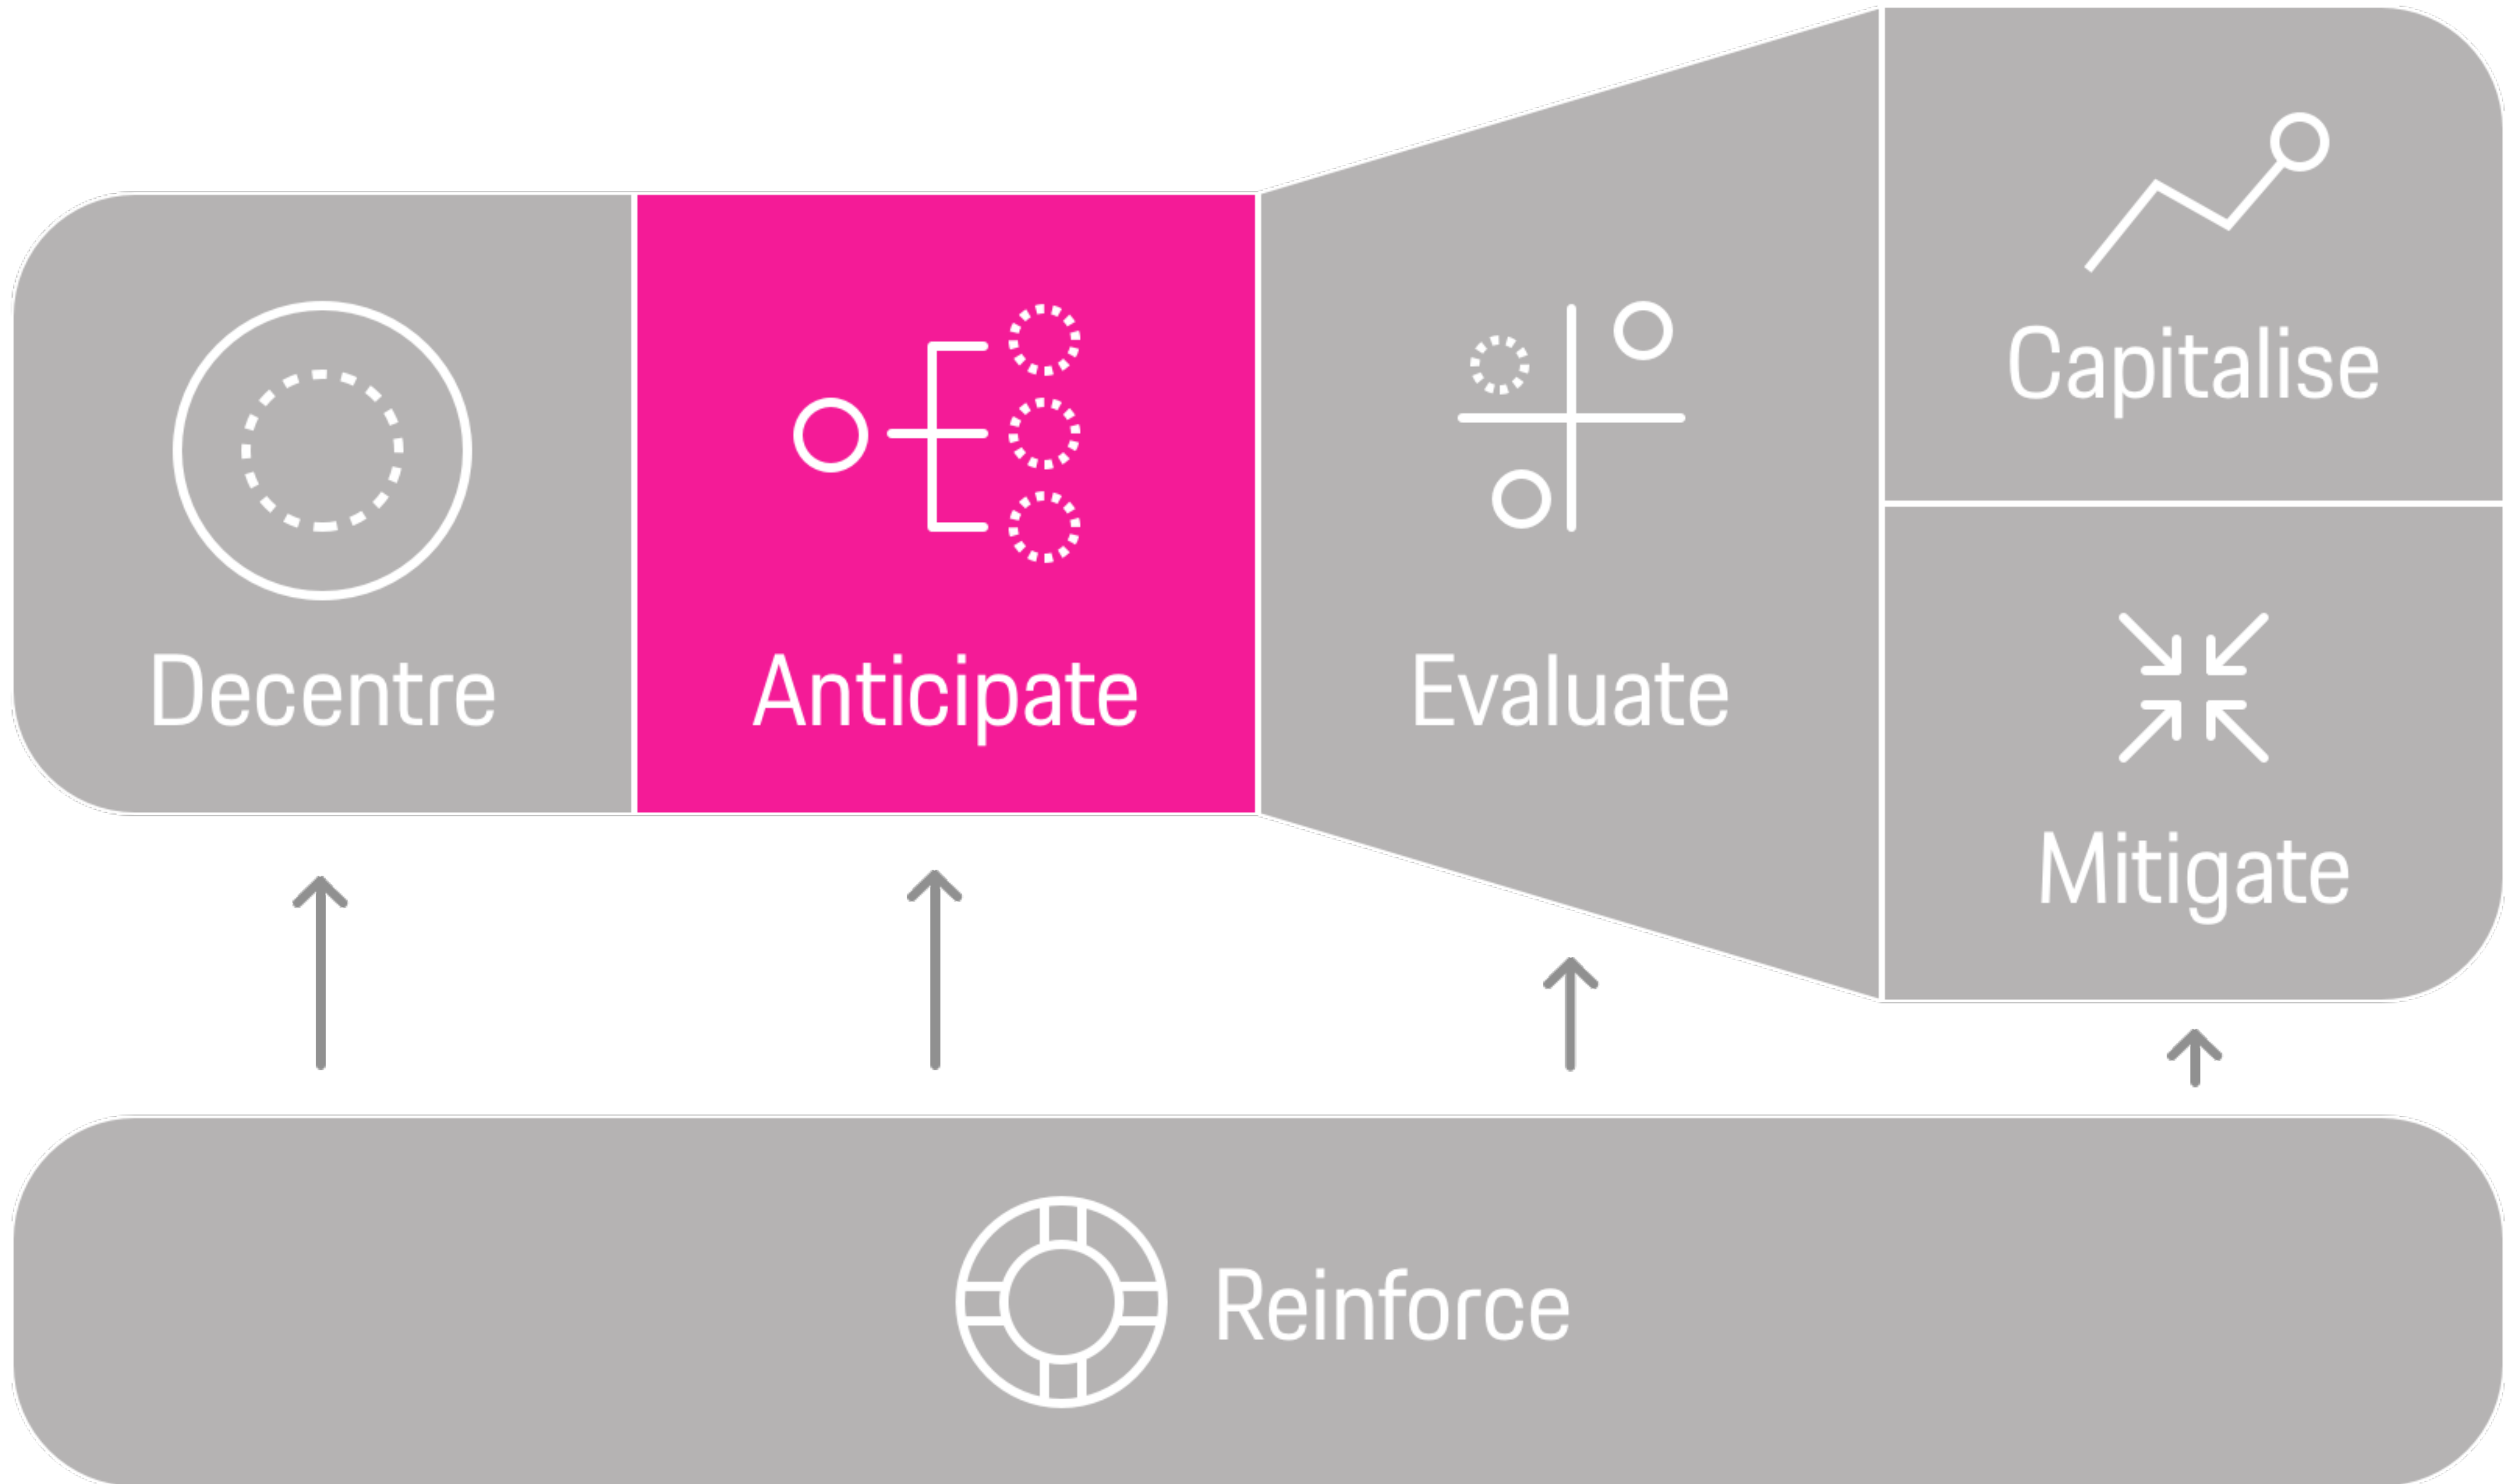 Decentre
Anticipate
Evaluate
Capitalise
Mitigate
Reinforce